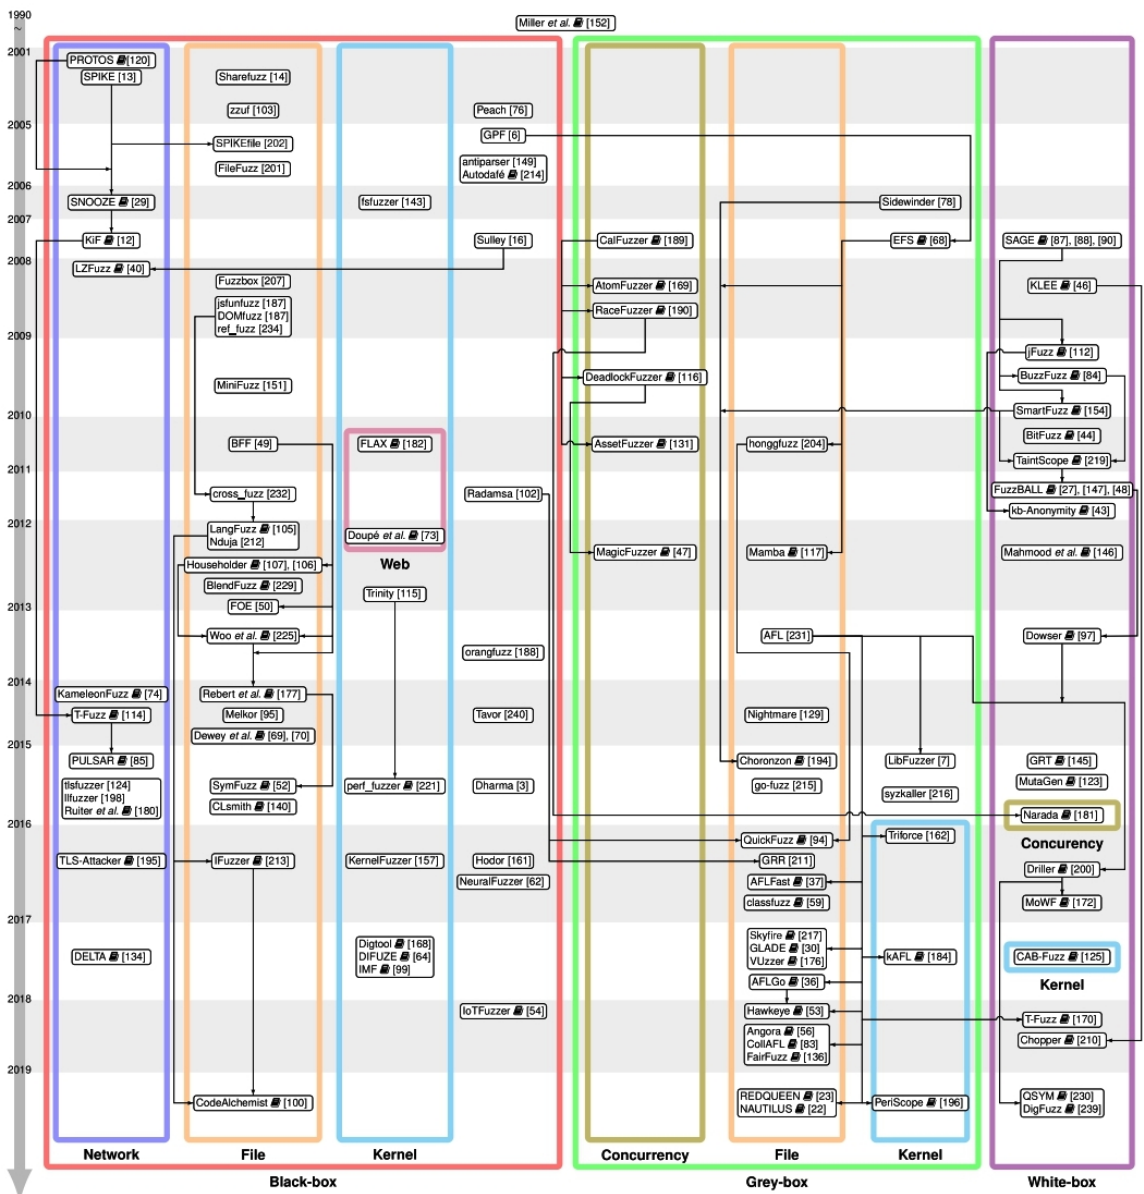 1990
~
Miller et al. [152]
2001
PROTOS [120]
SPIKE [13]
Sharefuzz [14]
zzuf [103]
Peach [76]
2005
GPF [6]
SPIKEfile [202]
FileFuzz [201]
antiparser [149]
Autodafé [214]
2006
SNOOZE [29]
fsfuzzer [143]
Sidewinder [78]
2007
KiF [12]
Sulley [16]
CalFuzzer [189]
EFS [68]
SAGE [87], [88], [90]
2008
LZFuzz [40]
Fuzzbox [207]
AtomFuzzer [169]
KLEE [46]
jsfunfuzz [187]
DOMfuzz [187]
ref_fuzz [234]
RaceFuzzer [190]
2009
jFuzz [112]
MiniFuzz [151]
DeadlockFuzzer [116]
BuzzFuzz [84]
2010
SmartFuzz [154]
BitFuzz [44]
BFF [49]
FLAX [182]
AssetFuzzer [131]
honggfuzz [204]
TaintScope [219]
2011
cross_fuzz [232]
Radamsa [102]
FuzzBALL [27], [147], [48]
kb-Anonymity [43]
2012
LangFuzz [105]
Nduja [212]
Doupé et al. [73]
MagicFuzzer [47]
Mamba [117]
Mahmood et al. [146]
Web
Householder [107], [106]
BlendFuzz [229]
Trinity [115]
2013
FOE [50]
Woo et al. [225]
AFL [231]
Dowser [97]
orangfuzz [188]
2014
KameleonFuzz [74]
Rebert et al. [177]
T-Fuzz [114]
Melkor [95]
Tavor [240]
Nightmare [129]
Dewey et al. [69], [70]
2015
PULSAR [85]
Choronzon [194]
LibFuzzer [7]
GRT [145]
tlsfuzzer [124]
llfuzzer [198]
Ruiter et al. [180]
SymFuzz [52]
perf_fuzzer [221]
Dharma [3]
go-fuzz [215]
syzkaller [216]
MutaGen [123]
CLsmith [140]
Narada [181]
2016
QuickFuzz [94]
Triforce [162]
Concurency
TLS-Attacker [195]
IFuzzer [213]
KernelFuzzer [157]
Hodor [161]
GRR [211]
Driller [200]
NeuralFuzzer [62]
AFLFast [37]
classfuzz [59]
MoWF [172]
2017
DELTA [134]
Digtool [168]
DIFUZE [64]
IMF [99]
Skyfire [217]
GLADE [30]
VUzzer [176]
kAFL [184]
CAB-Fuzz [125]
AFLGo [36]
Kernel
2018
IoTFuzzer [54]
Hawkeye [53]
T-Fuzz [170]
Angora [56]
CollAFL [83]
FairFuzz [136]
Chopper [210]
2019
CodeAlchemist [100]
REDQUEEN [23]
NAUTILUS [22]
PeriScope [196]
QSYM [230]
DigFuzz [239]
Network
File
Kernel
Concurrency
File
Kernel
Black-box
Grey-box
White-box